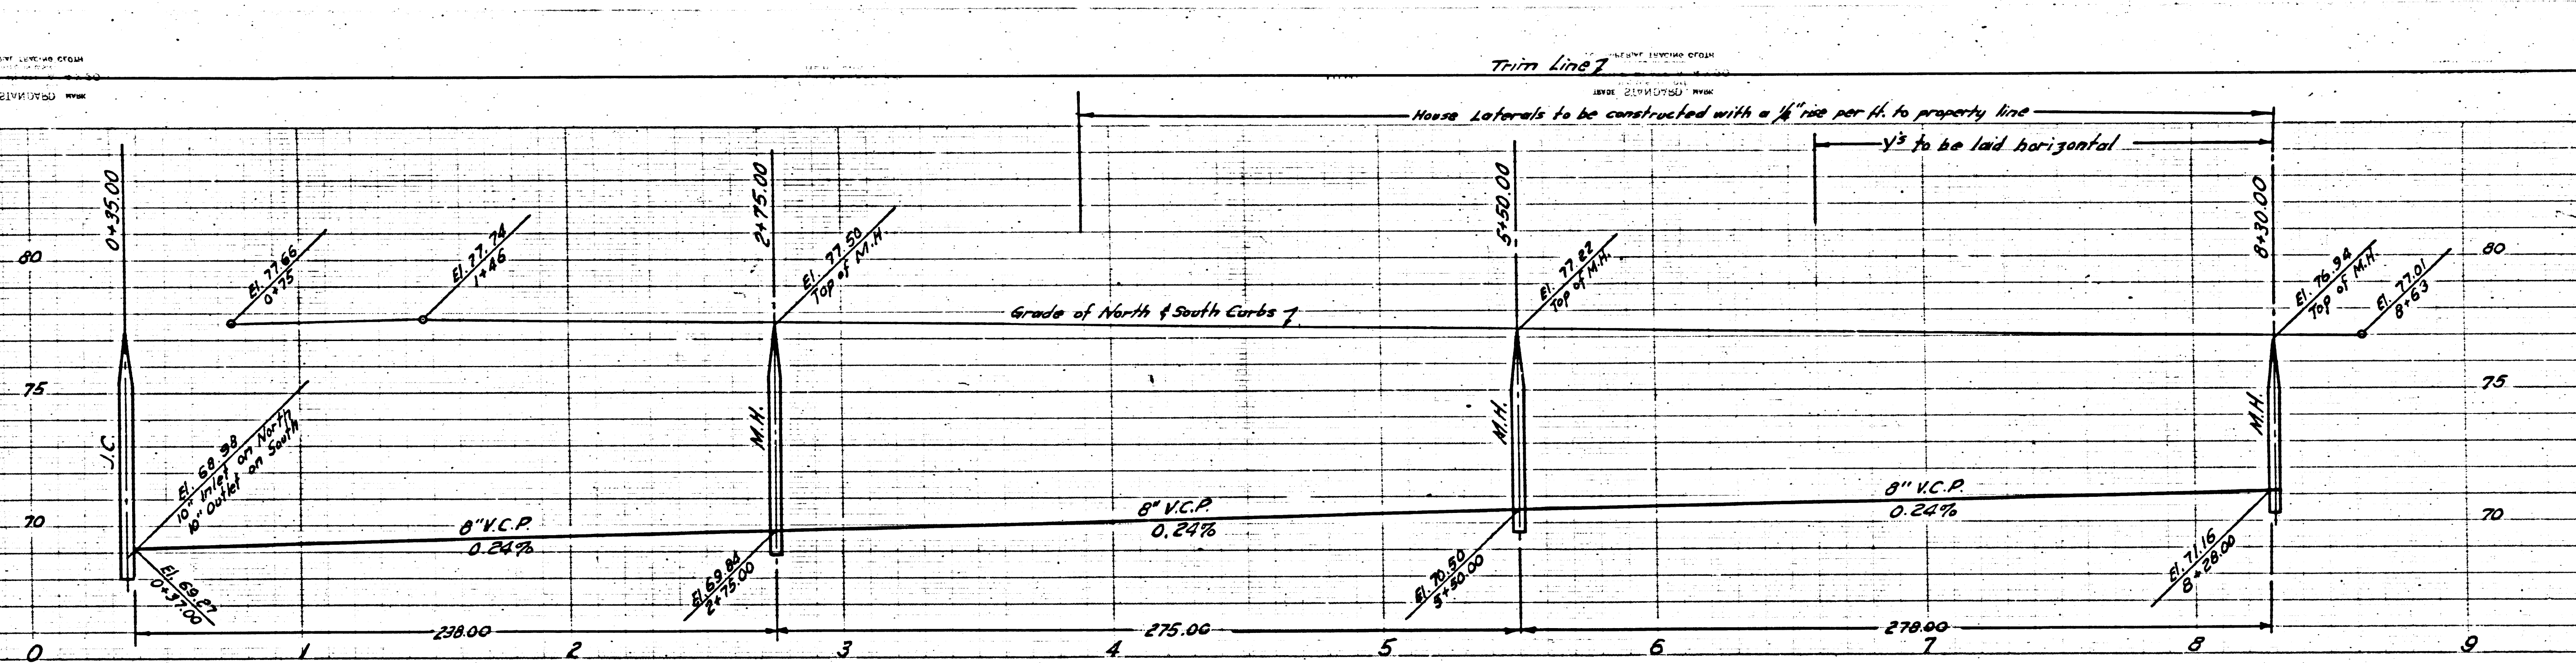 Trim Line
TRADE STANDARD MARK
House Laterals to be constructed with a 1/4" rise per ft. to property line
Y's to be laid horizontal
0+35.00
2+75.00
5+50.00
8+30.00
80
El. 77.66
0+75
El. 77.74
1+46
El. 77.50
Top of M.H.
El. 77.22
Top of M.H.
El. 76.94
Top of M.H.
El. 77.01
8+63
80
Grade of North & South Curbs
75
J.C.
M.H.
M.H.
M.H.
75
El. 68.98
10" Inlet on North
10" Outlet on South
70
8" V.C.P.
0.24%
8" V.C.P.
0.24%
8" V.C.P.
0.24%
70
El. 69.27
0+37.00
El. 69.84
2+75.00
El. 70.50
5+50.00
El. 71.16
8+28.00
238.00
275.00
278.00
0
1
2
3
4
5
6
7
8
9